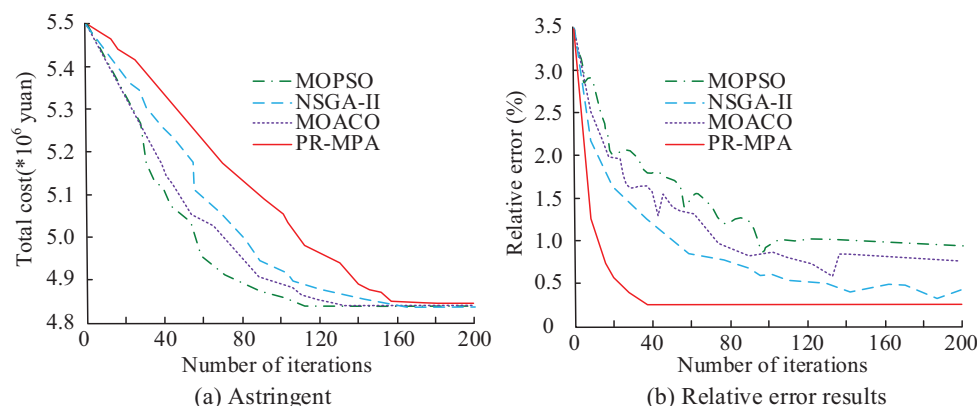 5.5
5.4
5.3
5.2
5.1
5.0
4.9
4.8
Total cost(*10⁶ yuan)
MOPSO
NSGA-II
MOACO
PR-MPA
0 40 80 120 160 200
Number of iterations
(a) Astringent
3.5
3.0
2.5
2.0
1.5
1.0
0.5
0
Relative error (%)
MOPSO
NSGA-II
MOACO
PR-MPA
0 40 80 120 160 200
Number of iterations
(b) Relative error results